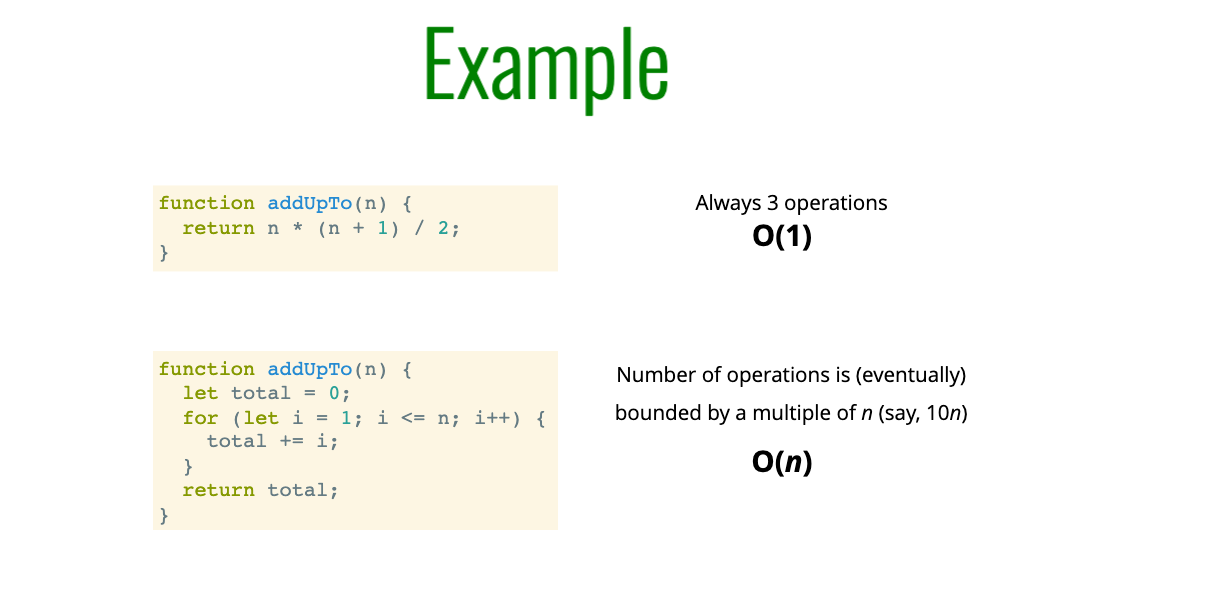 Example
function addUpTo(n) {
  return n * (n + 1) / 2;
}
Always 3 operations
O(1)
function addUpTo(n) {
  let total = 0;
  for (let i = 1; i <= n; i++) {
    total += i;
  }
  return total;
}
Number of operations is (eventually)
bounded by a multiple of n (say, 10n)
O(n)